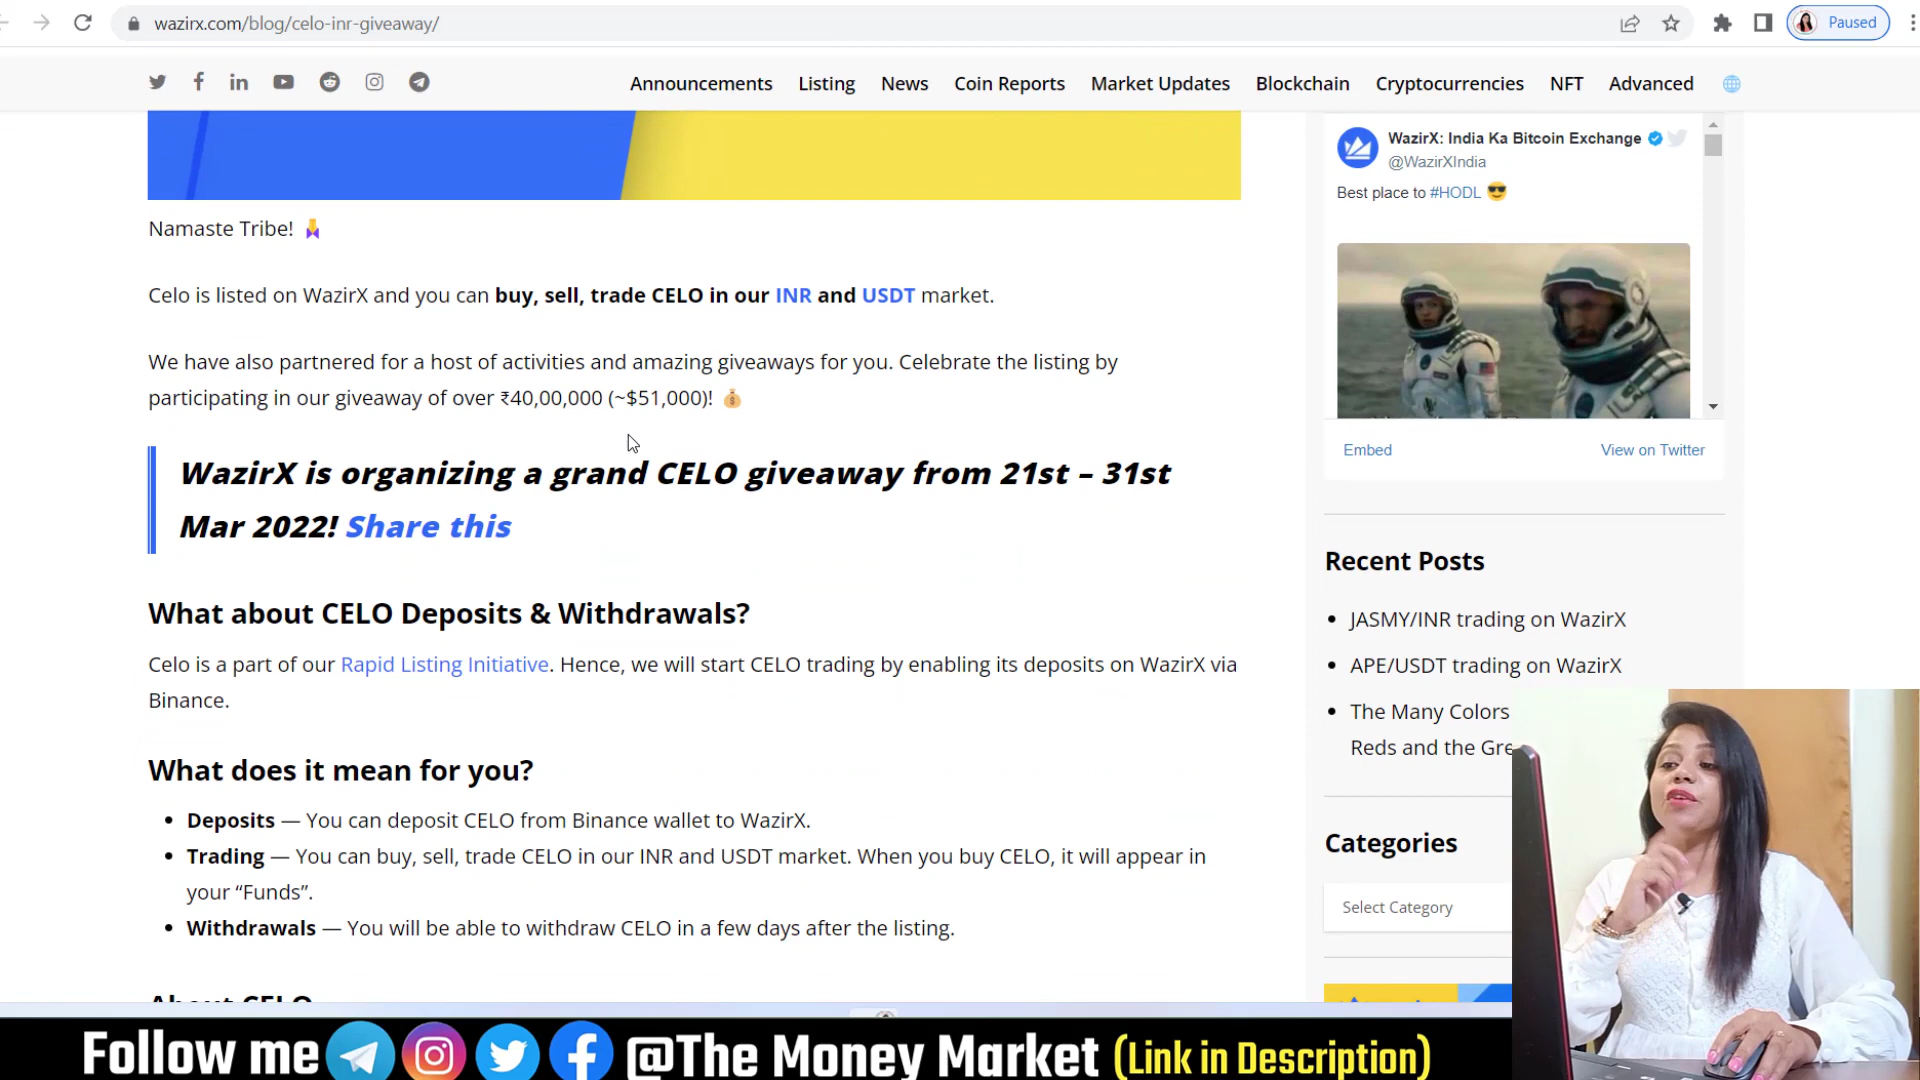 wazirx.com/blog/celo-inr-giveaway/
Paused
Announcements Listing News Coin Reports Market Updates Blockchain Cryptocurrencies NFT Advanced
Namaste Tribe!
Celo is listed on WazirX and you can buy, sell, trade CELO in our INR and USDT market.
We have also partnered for a host of activities and amazing giveaways for you. Celebrate the listing by
participating in our giveaway of over ₹40,00,000 (~$51,000)!
WazirX is organizing a grand CELO giveaway from 21st – 31st
Mar 2022! Share this
What about CELO Deposits & Withdrawals?
Celo is a part of our Rapid Listing Initiative. Hence, we will start CELO trading by enabling its deposits on WazirX via
Binance.
What does it mean for you?
• Deposits — You can deposit CELO from Binance wallet to WazirX.
• Trading — You can buy, sell, trade CELO in our INR and USDT market. When you buy CELO, it will appear in
your “Funds”.
• Withdrawals — You will be able to withdraw CELO in a few days after the listing.
About CELO
WazirX: India Ka Bitcoin Exchange
@WazirXIndia
Best place to #HODL
Embed View on Twitter
Recent Posts
• JASMY/INR trading on WazirX
• APE/USDT trading on WazirX
• The Many Colors
Reds and the Gre
Categories
Select Category
Follow me @The Money Market (Link in Description)